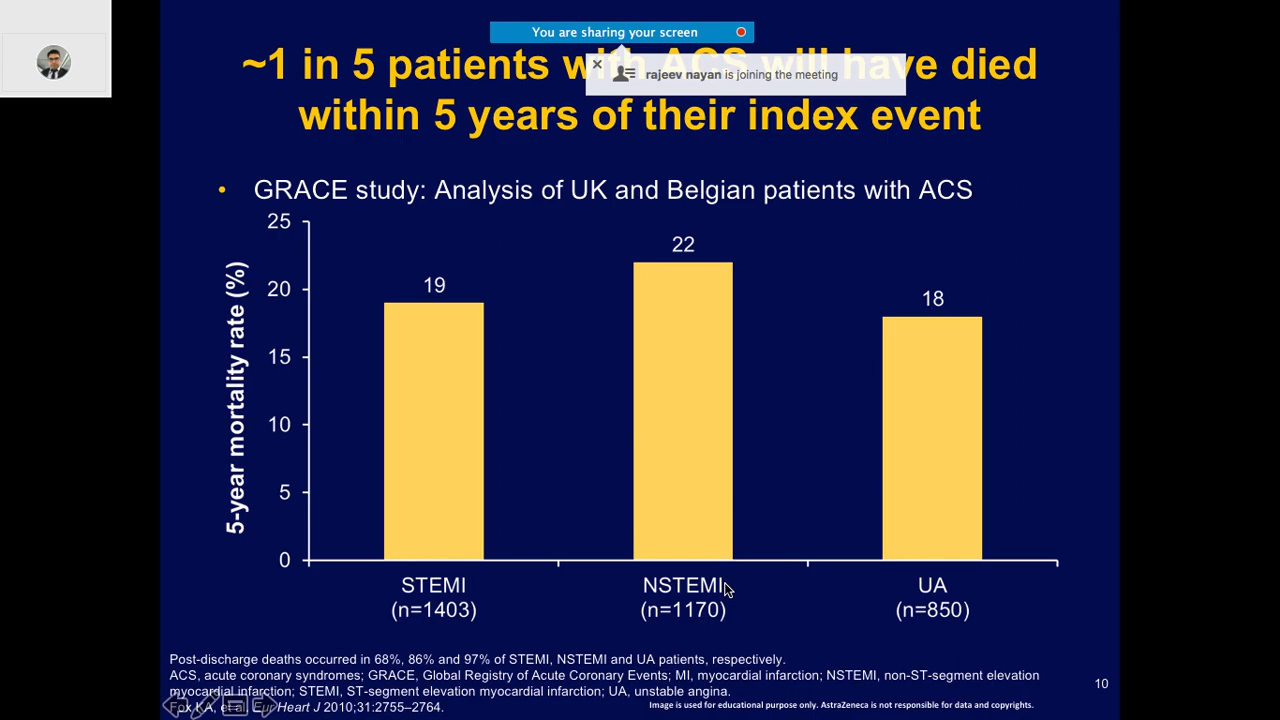 You are sharing your screen
rajeev nayan is joining the meeting
~1 in 5 patients with ACS will have died
within 5 years of their index event
• GRACE study: Analysis of UK and Belgian patients with ACS
5-year mortality rate (%)
25
20
15
10
5
0
19
22
18
STEMI
(n=1403)
NSTEMI
(n=1170)
UA
(n=850)
Post-discharge deaths occurred in 68%, 86% and 97% of STEMI, NSTEMI and UA patients, respectively.
ACS, acute coronary syndromes; GRACE, Global Registry of Acute Coronary Events; MI, myocardial infarction; NSTEMI, non-ST-segment elevation
myocardial infarction; STEMI, ST-segment elevation myocardial infarction; UA, unstable angina.
Fox KA, et al. Eur Heart J 2010;31:2755–2764.
Image is used for educational purpose only. AstraZeneca is not responsible for data and copyrights.
10